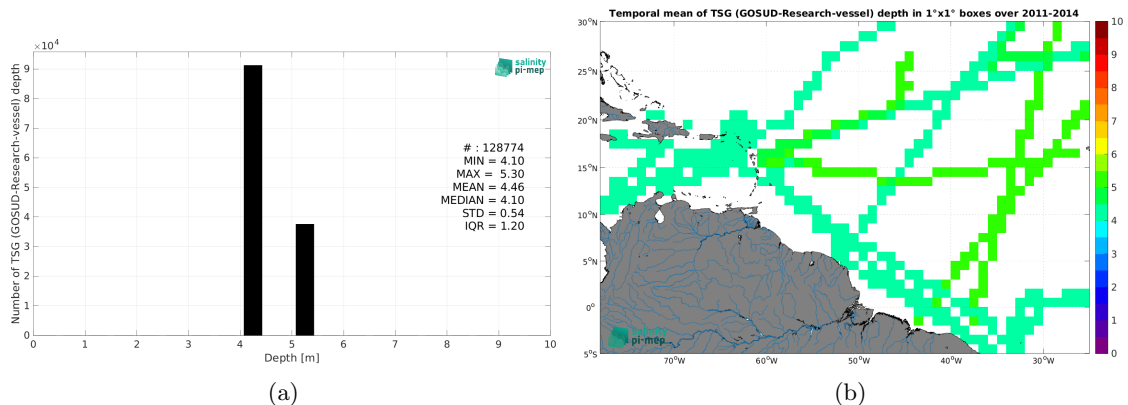 ×10⁴
Number of TSG (GOSUD-Research-vessel) depth
9
8
7
6
5
4
3
2
1
0
0 1 2 3 4 5 6 7 8 9 10
Depth [m]
salinity
pi-mep
# : 128774
MIN = 4.10
MAX = 5.30
MEAN = 4.46
MEDIAN = 4.10
STD = 0.54
IQR = 1.20
(a)
Temporal mean of TSG (GOSUD-Research-vessel) depth in 1°x1° boxes over 2011-2014
30°N
25°N
20°N
15°N
10°N
5°N
0°
5°S
70°W 60°W 50°W 40°W 30°W
salinity
pi-mep
10
9
8
7
6
5
4
3
2
1
0
(b)